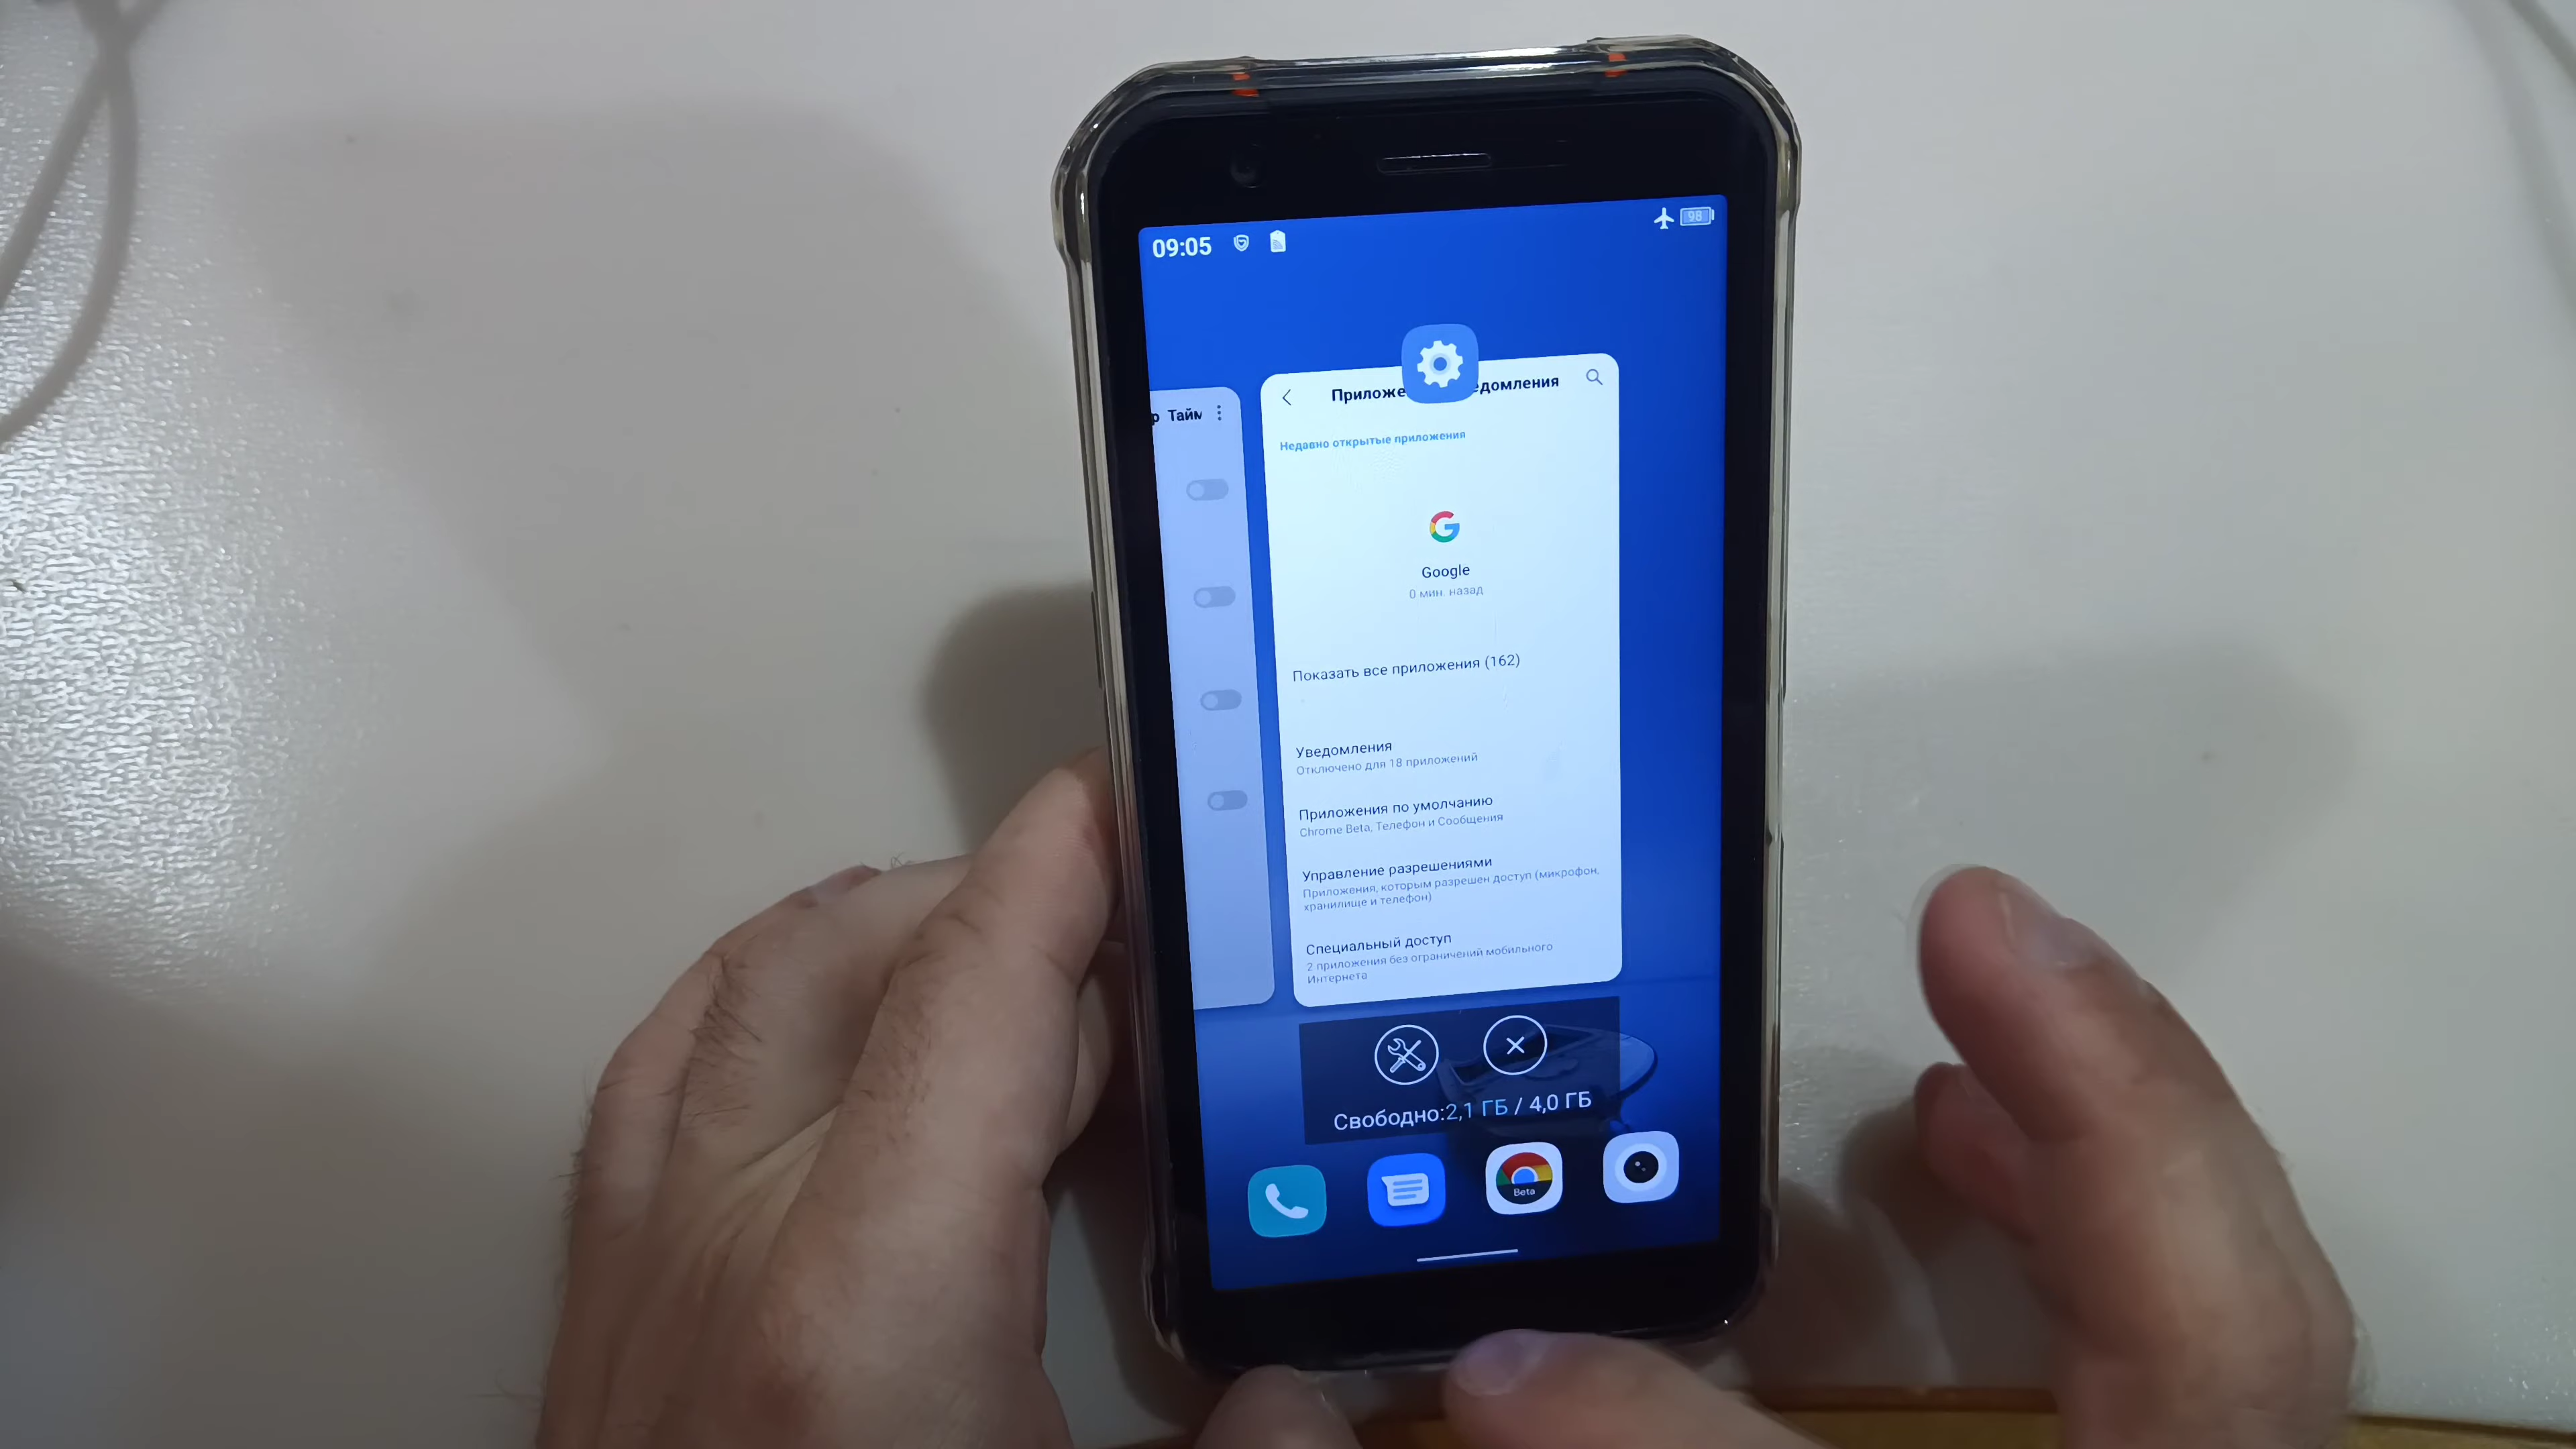 09:05
98
Тайм
Приложе
едомления
Недавно открытые приложения
Google
0 мин. назад
Показать все приложения (162)
Уведомления
Отключено для 18 приложений
Приложения по умолчанию
Chrome Beta, Телефон и Сообщения
Управление разрешениями
Приложения, которым разрешен доступ (микрофон,
хранилище и телефон)
Специальный доступ
2 приложения без ограничений мобильного
Интернета
Свободно:2,1 ГБ / 4,0 ГБ
Beta